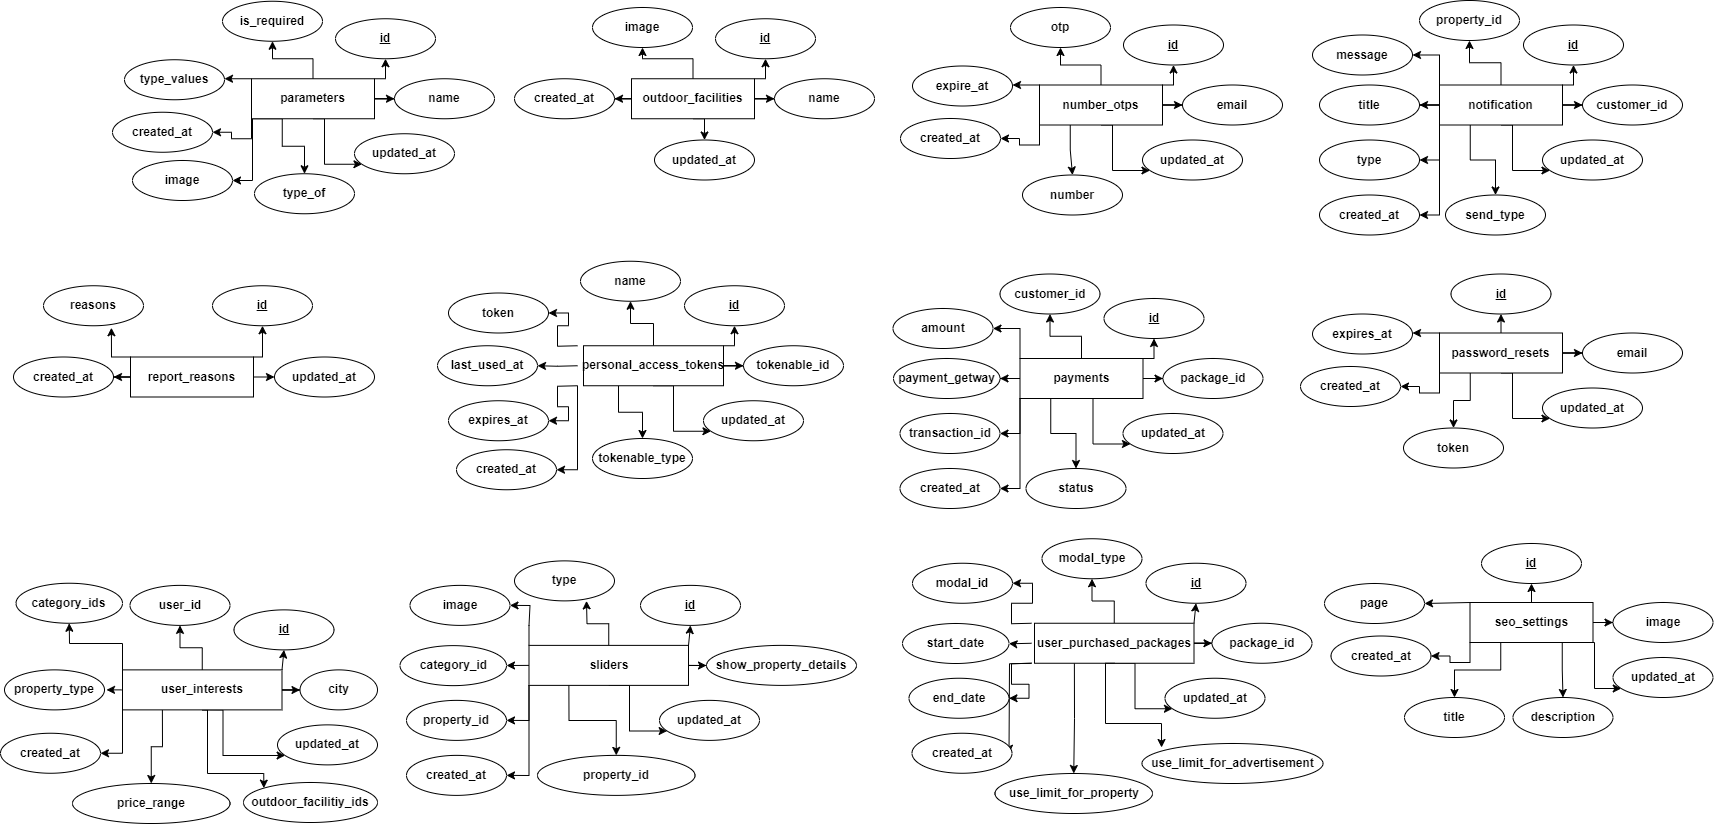 is_required
id
type_values
parameters
name
created_at
updated_at
image
type_of
image
id
created_at
outdoor_facilities
name
updated_at
otp
id
expire_at
number_otps
email
created_at
updated_at
number
property_id
id
message
title
notification
customer_id
type
updated_at
created_at
send_type
reasons
id
created_at
report_reasons
updated_at
name
token
id
last_used_at
personal_access_tokens
tokenable_id
expires_at
updated_at
created_at
tokenable_type
customer_id
id
amount
payment_getway
payments
package_id
transaction_id
updated_at
created_at
status
id
expires_at
password_resets
email
created_at
updated_at
token
category_ids
user_id
id
property_type
user_interests
city
created_at
updated_at
price_range
outdoor_facilitiy_ids
type
image
id
category_id
sliders
show_property_details
property_id
updated_at
created_at
property_id
modal_type
modal_id
id
start_date
user_purchased_packages
package_id
end_date
updated_at
created_at
use_limit_for_advertisement
use_limit_for_property
id
page
seo_settings
image
created_at
updated_at
title
description